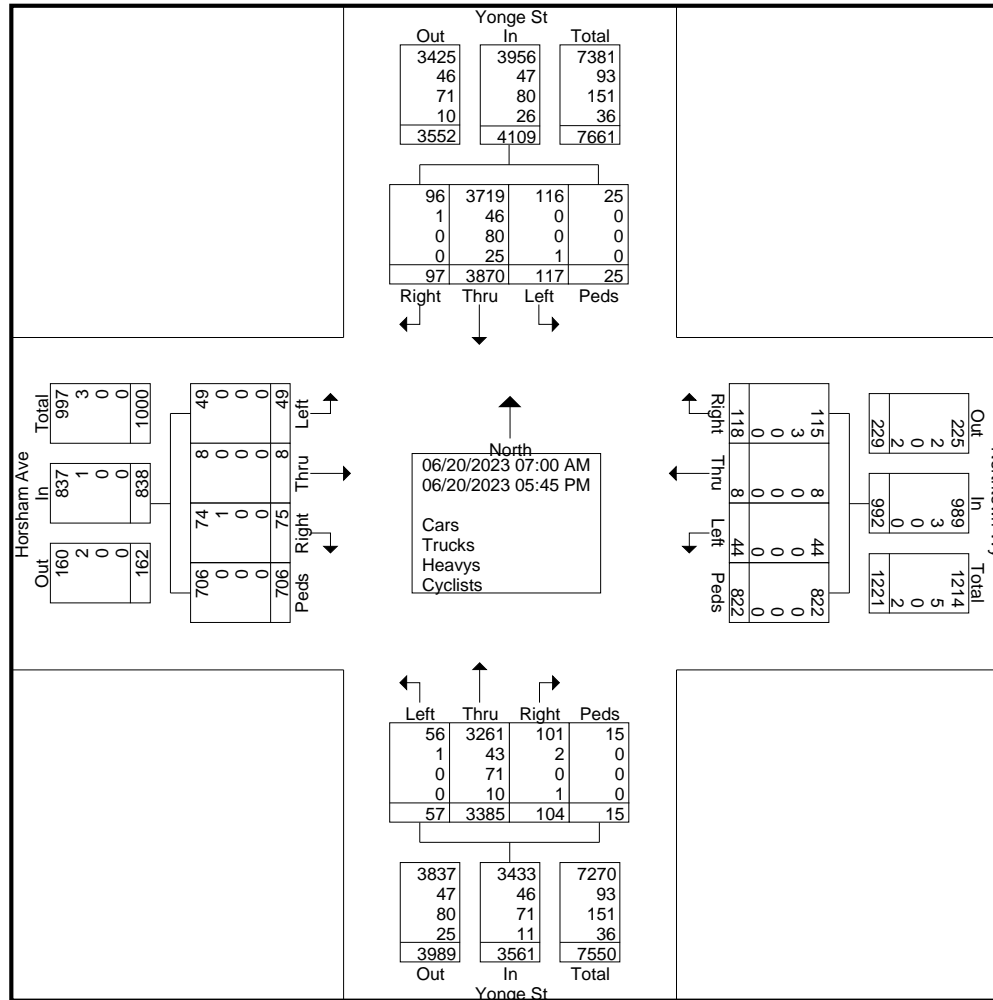 Yonge St
Out In Total
3425 3956 7381
46 47 93
71 80 151
10 26 36
3552 4109 7661
96 3719 116 25
1 46 0 0
0 80 0 0
0 25 1 0
97 3870 117 25
Right Thru Left Peds
Horsham Ave
Total In Out
997 3 0 0 1000
837 1 0 0 838
160 2 0 0 162
49 0 0 0 49
8 0 0 0 8
74 1 0 0 75
706 0 0 0 706
Left Thru Right Peds
North
06/20/2023 07:00 AM
06/20/2023 05:45 PM
Cars
Trucks
Heavys
Cyclists
Right Thru Left Peds
115 3 0 0 118
8 0 0 0 8
44 0 0 0 44
822 0 0 0 822
Out In Total
225 2 0 2 229
989 3 0 0 992
1214 5 0 2 1221
Left Thru Right Peds
56 3261 101 15
1 43 2 0
0 71 0 0
0 10 1 0
57 3385 104 15
3837 3433 7270
47 46 93
80 71 151
25 11 36
3989 3561 7550
Out In Total
Yonge St